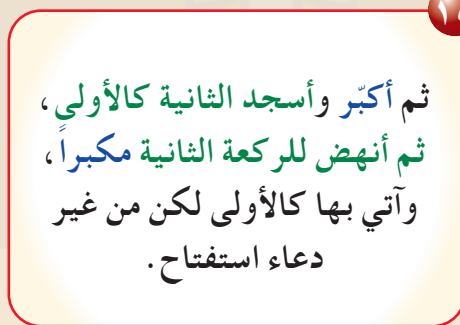 ثم أكبّر وأسجد الثانية كالأولى،
ثم أنهض للركعة الثانية مكبراً،
وآتي بها كالأولى لكن من غير
دعاء استفتاح.